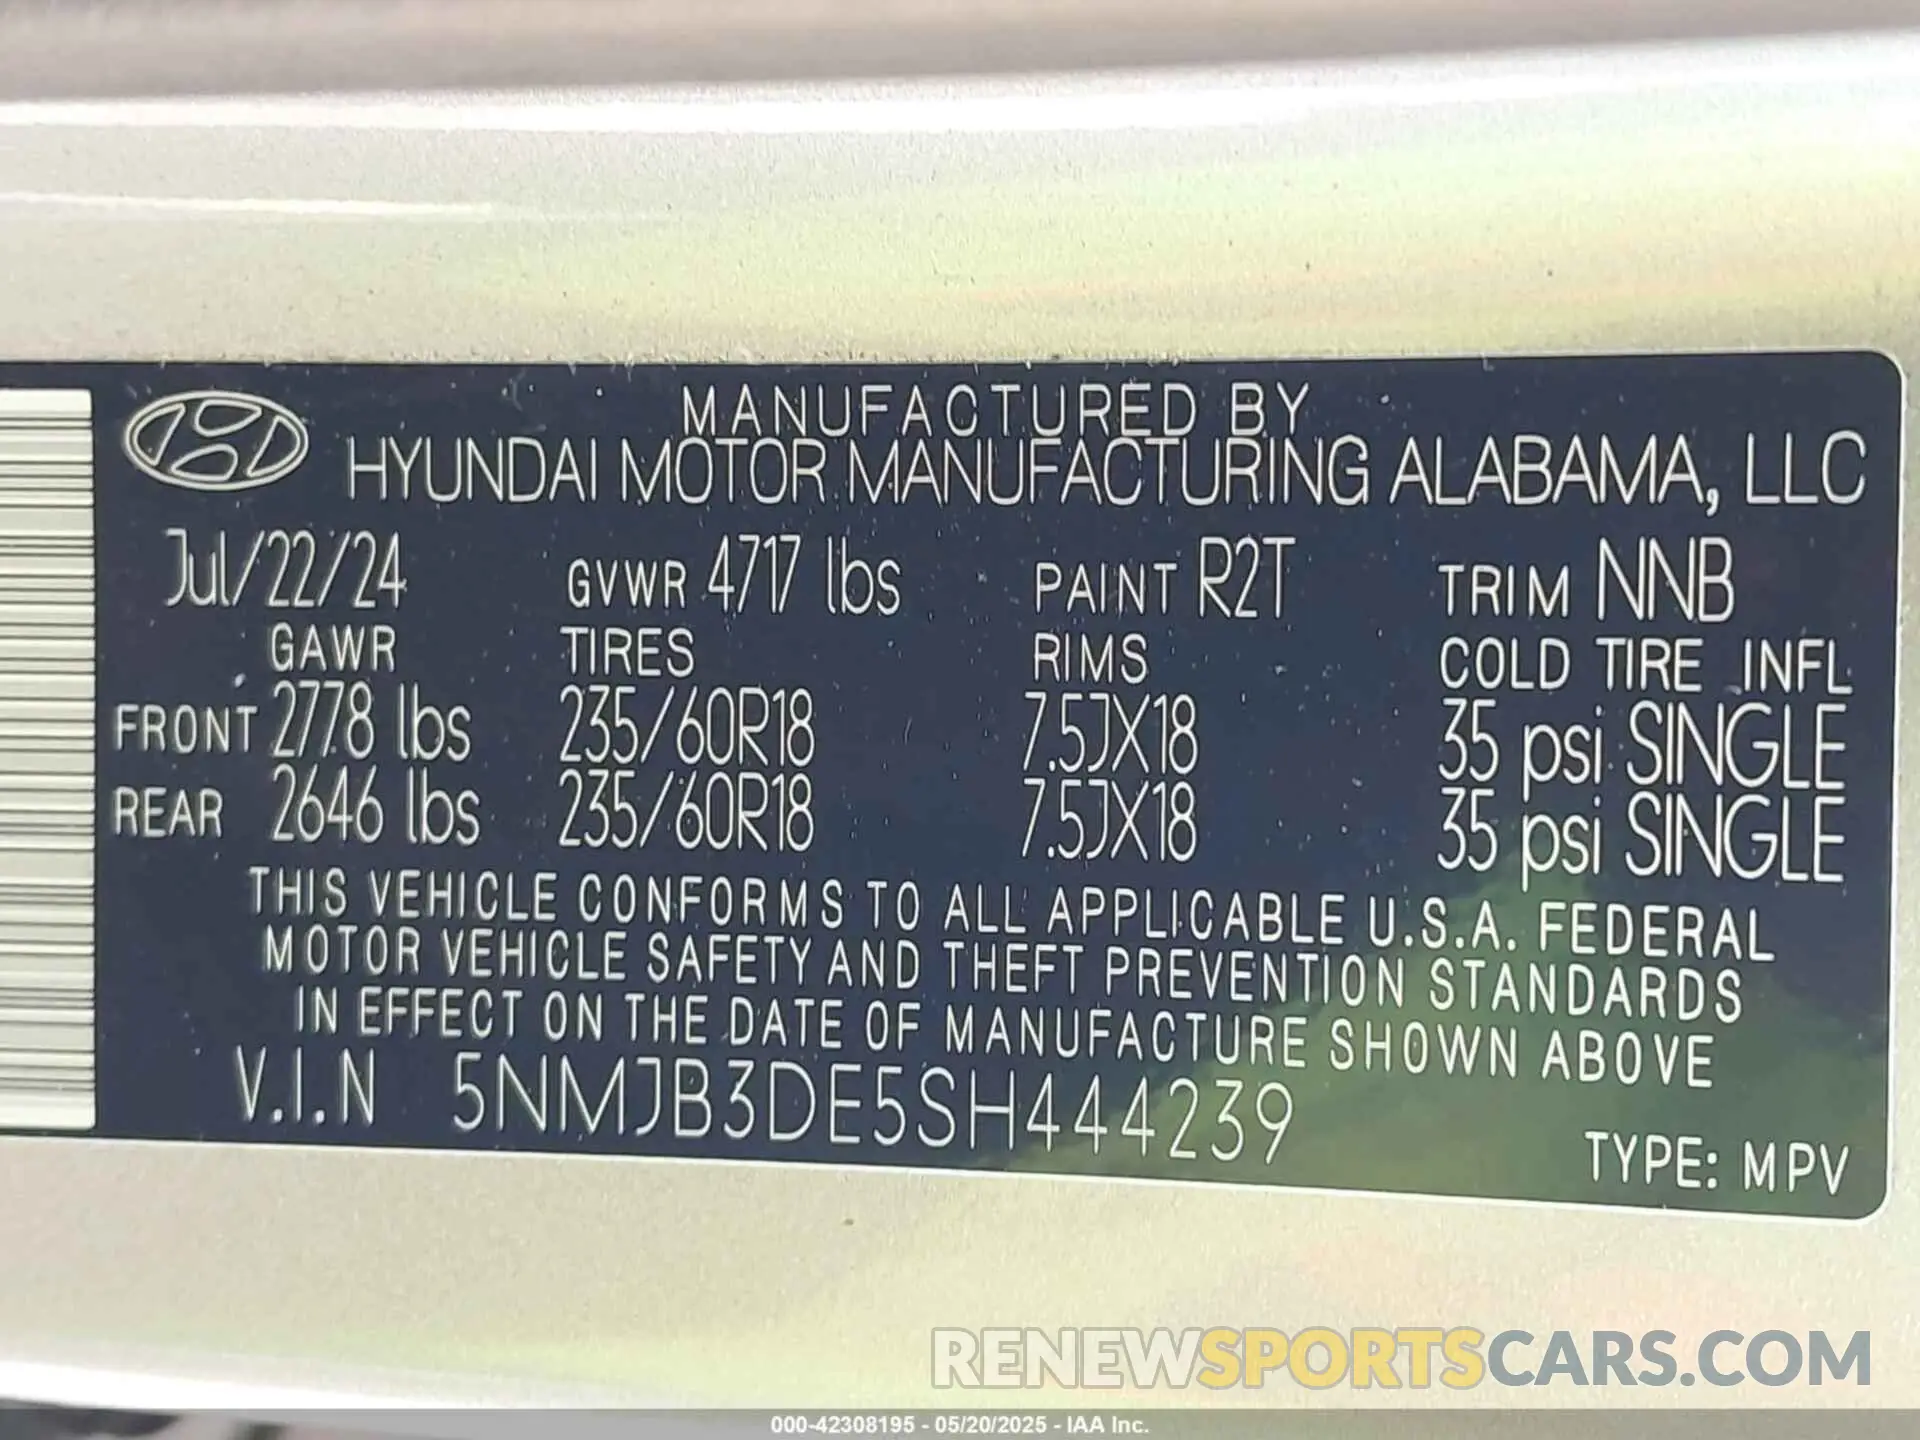 MANUFACTURED BY
HYUNDAI MOTOR MANUFACTURING ALABAMA, LLC
Jul/22/24 GVWR 4717 lbs PAINT R2T TRIM NNB
GAWR TIRES RIMS COLD TIRE INFL
FRONT 2778 lbs 235/60R18 7.5JX18 35 psi SINGLE
REAR 2646 lbs 235/60R18 7.5JX18 35 psi SINGLE
THIS VEHICLE CONFORMS TO ALL APPLICABLE U.S.A. FEDERAL
MOTOR VEHICLE SAFETY AND THEFT PREVENTION STANDARDS
IN EFFECT ON THE DATE OF MANUFACTURE SHOWN ABOVE
V.I.N 5NMJB3DE5SH444239
TYPE: MPV
RENEWSPORTSCARS.COM
000-42308195 - 05/20/2025 - IAA Inc.